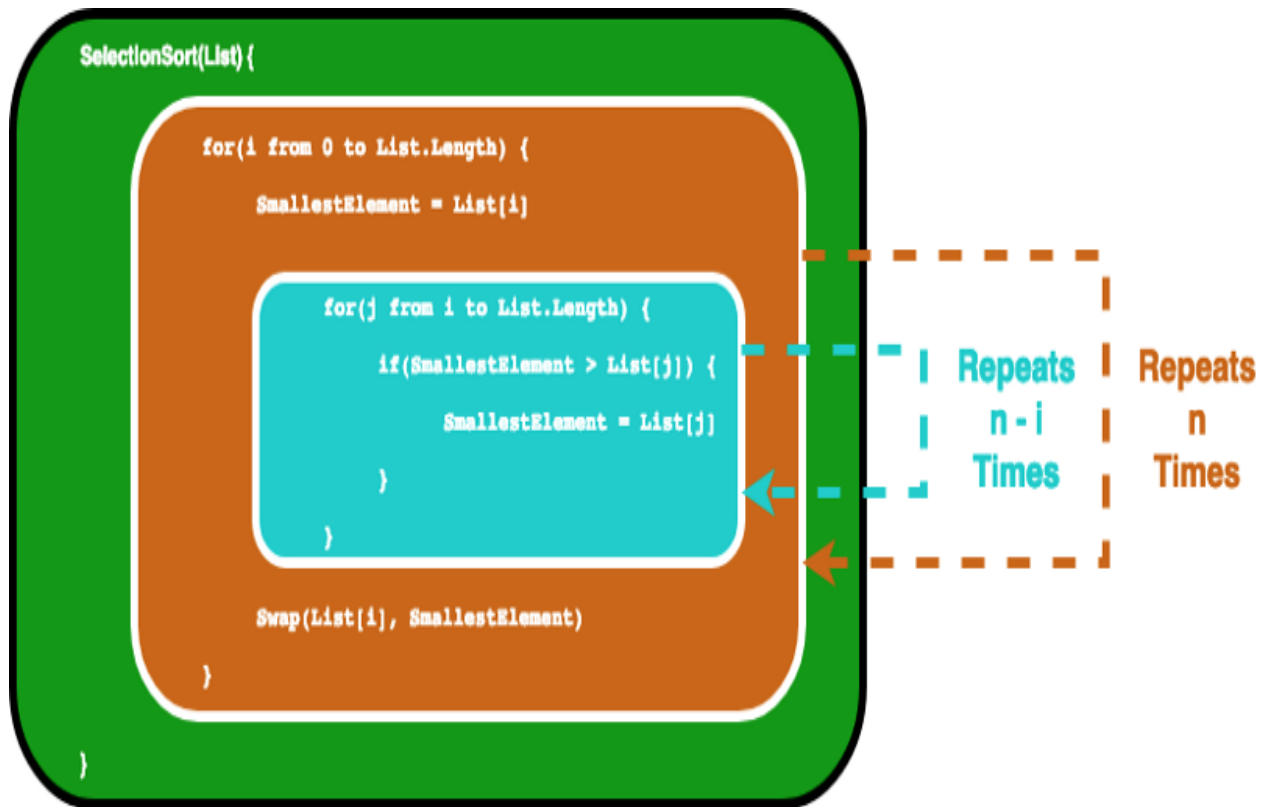 SelectionSort(List) {
for(i from 0 to List.Length) {
SmallestElement = List[i]
for(j from i to List.Length) {
if(SmallestElement > List[j]) {
SmallestElement = List[j]
}
}
Swap(List[i], SmallestElement)
}
}
Repeats
n - i
Times
Repeats
n
Times